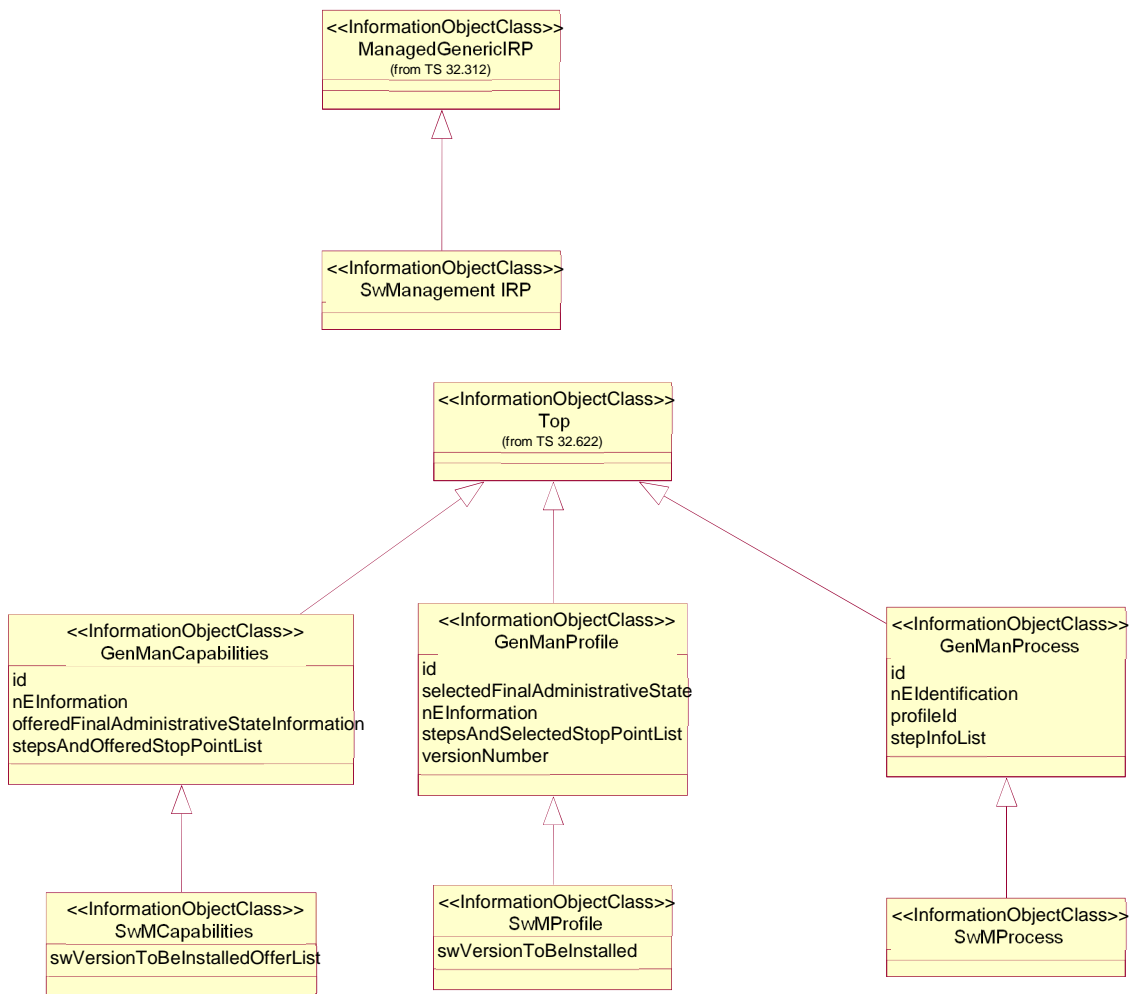 <<InformationObjectClass>>
ManagedGenericIRP
(from TS 32.312)
<<InformationObjectClass>>
SwManagement IRP
<<InformationObjectClass>>
Top
(from TS 32.622)
<<InformationObjectClass>>
GenManCapabilities
id
nEInformation
offeredFinalAdministrativeStateInformation
stepsAndOfferedStopPointList
<<InformationObjectClass>>
GenManProfile
id
selectedFinalAdministrativeState
nEInformation
stepsAndSelectedStopPointList
versionNumber
<<InformationObjectClass>>
GenManProcess
id
nEIdentification
profileId
stepInfoList
<<InformationObjectClass>>
SwMCapabilities
swVersionToBeInstalledOfferList
<<InformationObjectClass>>
SwMProfile
swVersionToBeInstalled
<<InformationObjectClass>>
SwMProcess